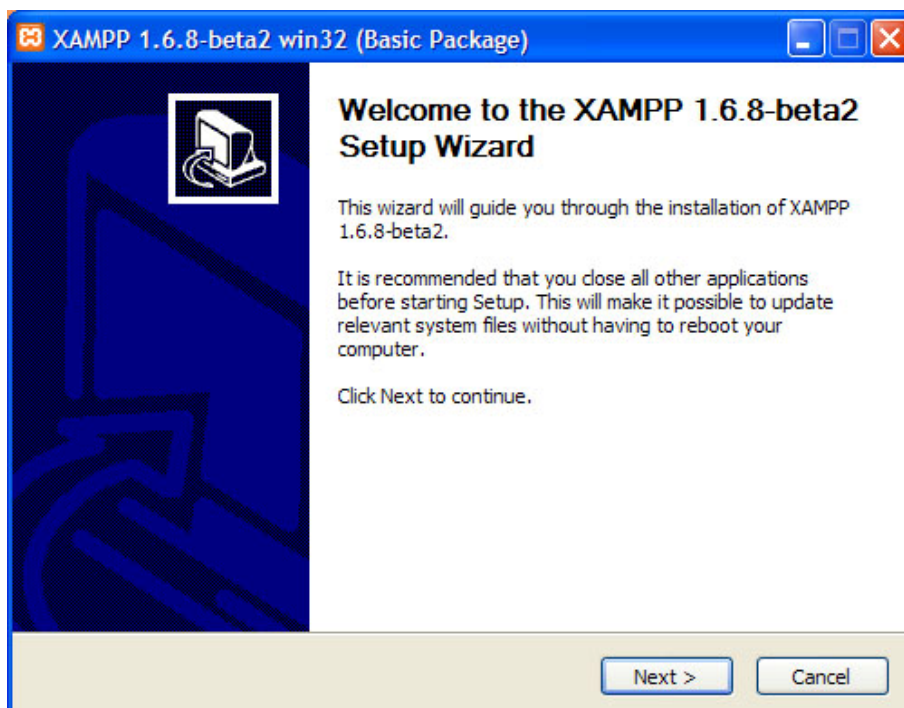 XAMPP 1.6.8-beta2 win32 (Basic Package)
Welcome to the XAMPP 1.6.8-beta2
Setup Wizard
This wizard will guide you through the installation of XAMPP
1.6.8-beta2.
It is recommended that you close all other applications
before starting Setup. This will make it possible to update
relevant system files without having to reboot your
computer.
Click Next to continue.
Next >
Cancel